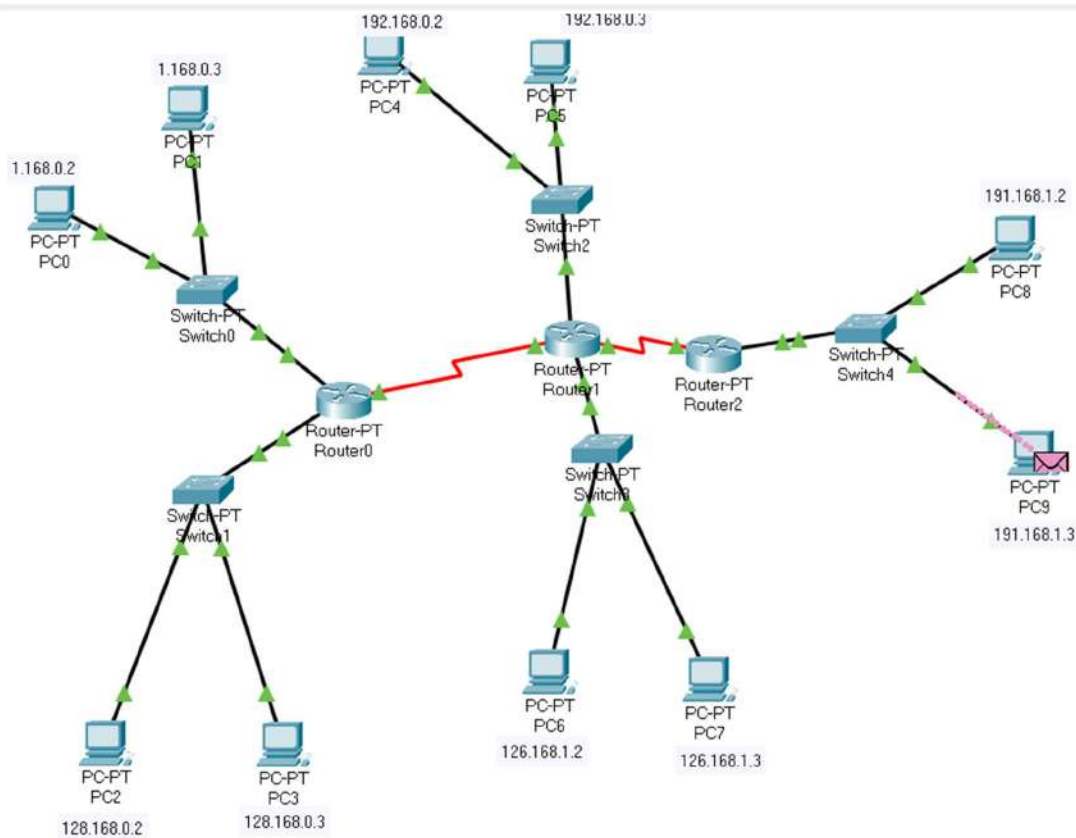 192.168.0.2
192.168.0.3
PC-PT
PC4
PC-PT
PC5
1.168.0.3
PC-PT
PC1
1.168.0.2
PC-PT
PC0
Switch-PT
Switch2
191.168.1.2
PC-PT
PC8
Switch-PT
Switch0
Switch-PT
Switch4
Router-PT
Router1
Router-PT
Router2
Router-PT
Router0
Switch-PT
Switch3
PC-PT
PC9
191.168.1.3
Switch-PT
Switch1
PC-PT
PC6
126.168.1.2
PC-PT
PC7
126.168.1.3
PC-PT
PC2
128.168.0.2
PC-PT
PC3
128.168.0.3